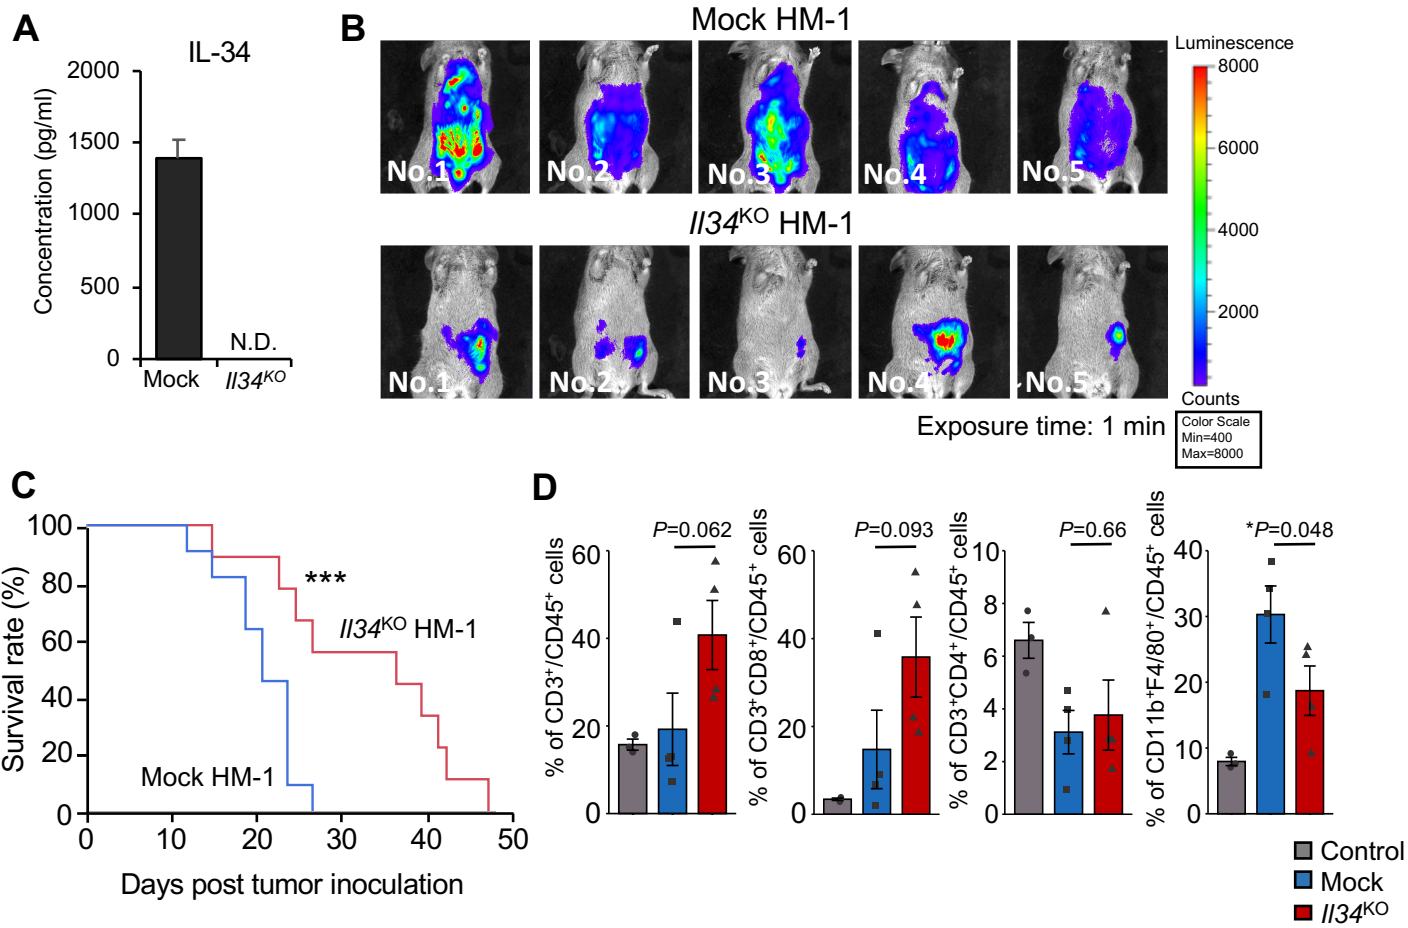 A
IL-34
Concentration (pg/ml)
2000
1500
1000
500
0
N.D.
Mock
Il34KO
B
Mock HM-1
No.1
No.2
No.3
No.4
No.5
Il34KO HM-1
No.1
No.2
No.3
No.4
No.5
Exposure time: 1 min
Luminescence
8000
6000
4000
2000
Counts
Color Scale
Min=400
Max=8000
C
Survival rate (%)
100
80
60
40
20
0
***
Il34KO HM-1
Mock HM-1
0
10
20
30
40
50
Days post tumor inoculation
D
% of CD3+/CD45+ cells
P=0.062
60
40
20
0
% of CD3+CD8+/CD45+ cells
P=0.093
60
40
20
0
% of CD3+CD4+/CD45+ cells
P=0.66
10
8
6
4
2
0
% of CD11b+F4/80+/CD45+ cells
*P=0.048
40
30
20
10
0
Control
Mock
Il34KO